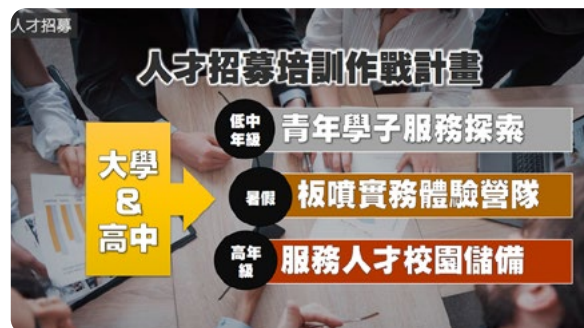 人才招募
人才招募培訓作戰計畫
大學
&
高中
低中
年級
青年學子服務探索
暑假
板噴實務體驗營隊
高年
級
服務人才校園儲備